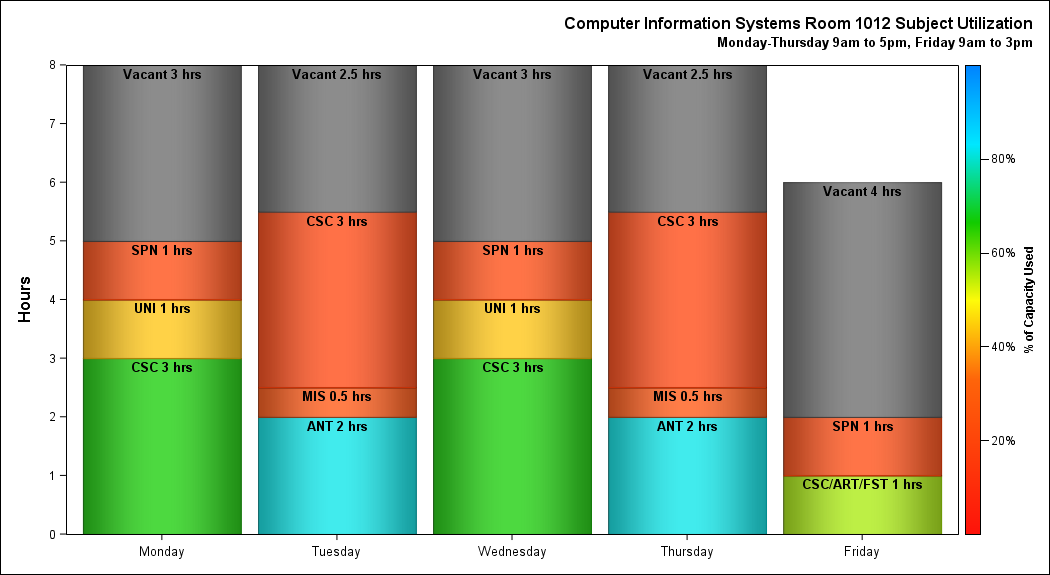 Computer Information Systems Room 1012 Subject Utilization
Monday-Thursday 9am to 5pm, Friday 9am to 3pm
Hours
8
7
6
5
4
3
2
1
0
Vacant 3 hrs
SPN 1 hrs
UNI 1 hrs
CSC 3 hrs
Monday
Vacant 2.5 hrs
CSC 3 hrs
MIS 0.5 hrs
ANT 2 hrs
Tuesday
Vacant 3 hrs
SPN 1 hrs
UNI 1 hrs
CSC 3 hrs
Wednesday
Vacant 2.5 hrs
CSC 3 hrs
MIS 0.5 hrs
ANT 2 hrs
Thursday
Vacant 4 hrs
SPN 1 hrs
CSC/ART/FST 1 hrs
Friday
80%
60%
40%
20%
% of Capacity Used